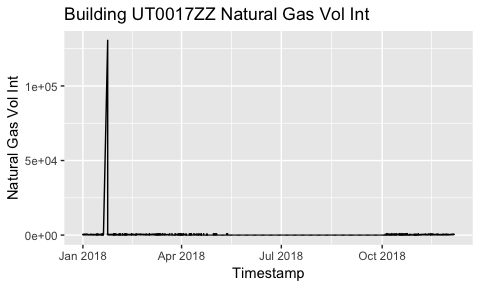 Building UT0017ZZ Natural Gas Vol Int
Natural Gas Vol Int
1e+05
5e+04
0e+00
Jan 2018 Apr 2018 Jul 2018 Oct 2018
Timestamp